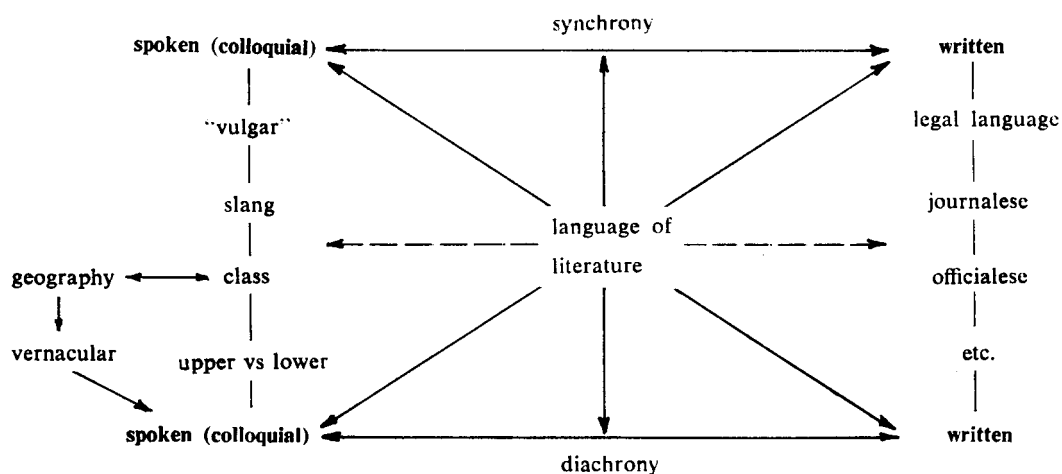 synchrony
spoken (colloquial)
written
"vulgar"
legal language
slang
journalese
language of
literature
geography
class
officialese
vernacular
upper vs lower
etc.
spoken (colloquial)
written
diachrony